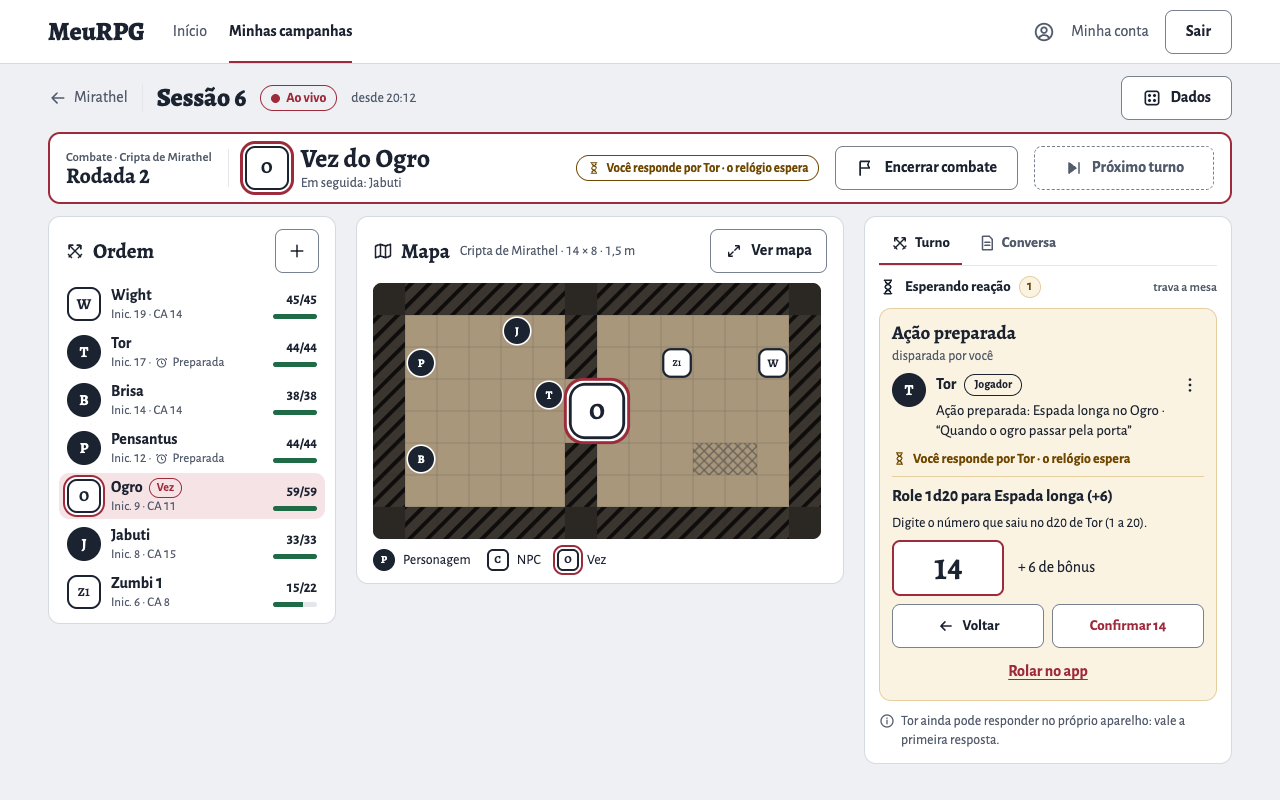 MeuRPG Início Minhas campanhas Minha conta Sair
Mirathel Sessão 6 Ao vivo desde 20:12 Dados
Combate · Cripta de Mirathel
Rodada 2
O
Vez do Ogro
Em seguida: Jabuti
Você responde por Tor · o relógio espera
Encerrar combate
Próximo turno
Ordem
W Wight 45/45
Inic. 19 · CA 14
T Tor 44/44
Inic. 17 · Preparada
B Brisa 38/38
Inic. 14 · CA 14
P Pensantus 44/44
Inic. 12 · Preparada
O Ogro Vez 59/59
Inic. 9 · CA 11
J Jabuti 33/33
Inic. 8 · CA 15
Z1 Zumbi 1 15/22
Inic. 6 · CA 8
Mapa Cripta de Mirathel · 14 × 8 · 1,5 m Ver mapa
J
P Z1 W
T
O
B
P Personagem C NPC O Vez
Turno Conversa
Esperando reação 1 trava a mesa
Ação preparada
disparada por você
T Tor Jogador
Ação preparada: Espada longa no Ogro ·
“Quando o ogro passar pela porta”
Você responde por Tor · o relógio espera
Role 1d20 para Espada longa (+6)
Digite o número que saiu no d20 de Tor (1 a 20).
14 + 6 de bônus
Voltar Confirmar 14
Rolar no app
Tor ainda pode responder no próprio aparelho: vale a
primeira resposta.